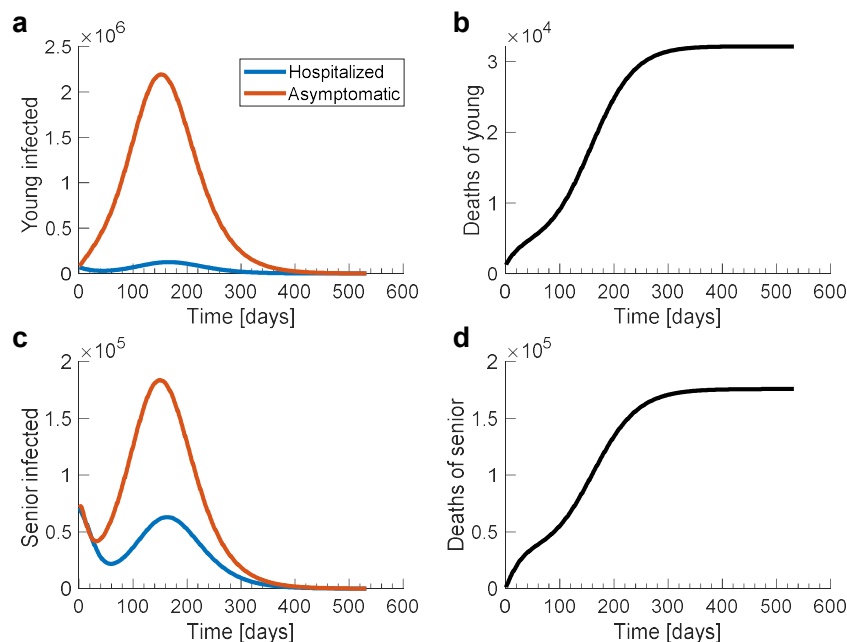 a
×10^6
2.5
2
1.5
1
0.5
0
Young infected
Hospitalized
Asymptomatic
0 100 200 300 400 500 600
Time [days]
b
×10^4
3
2
1
0
Deaths of young
0 100 200 300 400 500 600
Time [days]
c
×10^5
2
1.5
1
0.5
0
Senior infected
0 100 200 300 400 500 600
Time [days]
d
×10^5
2
1.5
1
0.5
0
Deaths of senior
0 100 200 300 400 500 600
Time [days]